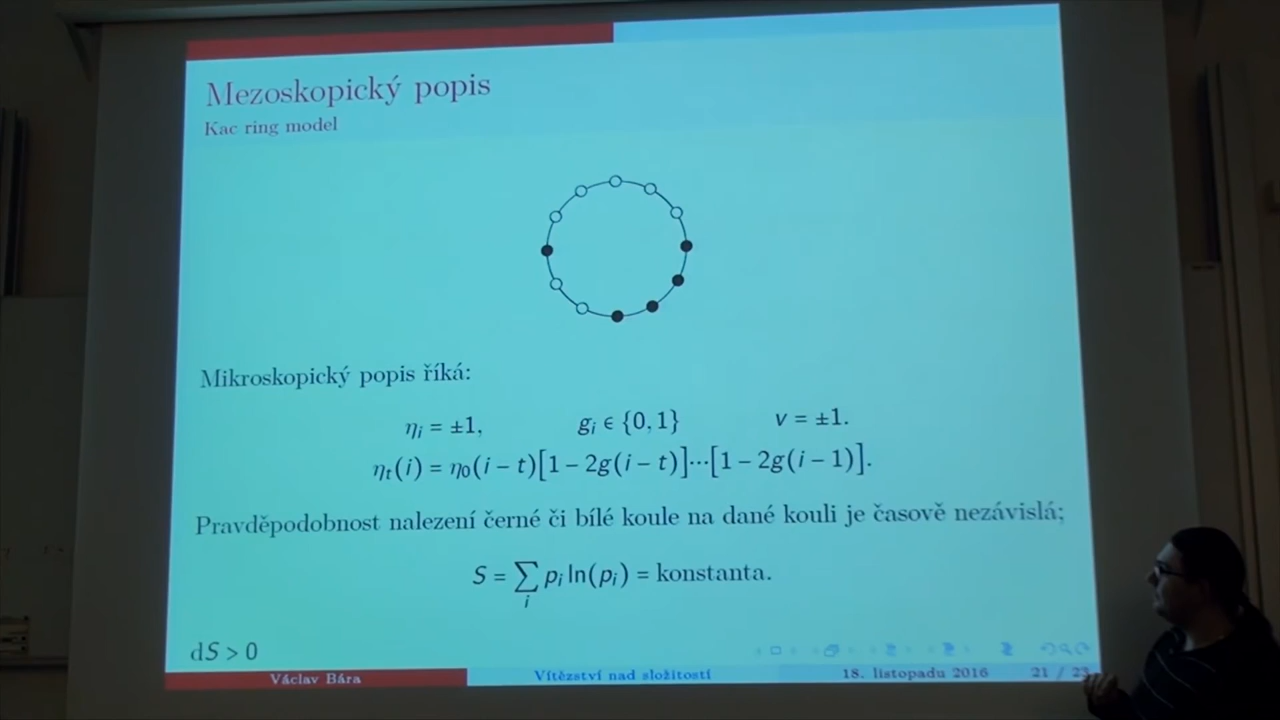 Mezoskopický popis
Kac ring model
Mikroskopický popis říká:
ηᵢ = ±1, gᵢ ∈ {0, 1} v = ±1.
ηₜ(i) = η₀(i − t)[1 − 2g(i − t)]⋯[1 − 2g(i − 1)].
Pravděpodobnost nalezení černé či bílé koule na dané kouli je časově nezávislá;
S = ∑ᵢ pᵢ ln(pᵢ) = konstanta.
dS > 0
Václav Bára Vítězství nad složitostí 18. listopadu 2016 21 / 23